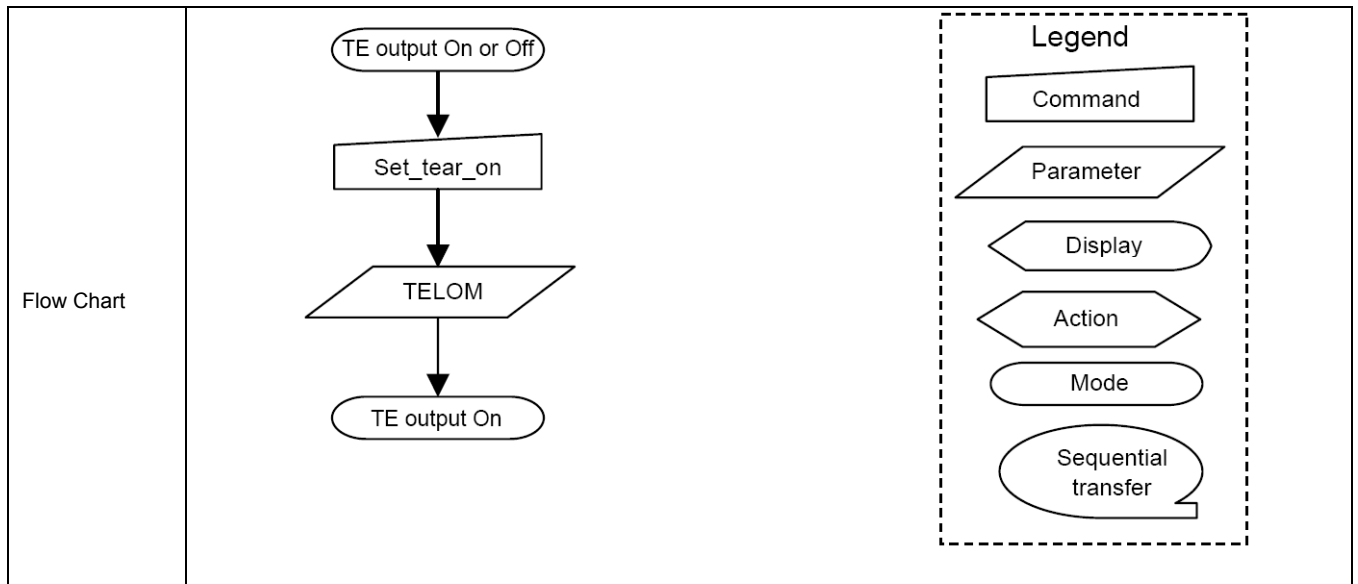 Flow Chart
TE output On or Off
Set_tear_on
TELOM
TE output On
Legend
Command
Parameter
Display
Action
Mode
Sequential
transfer